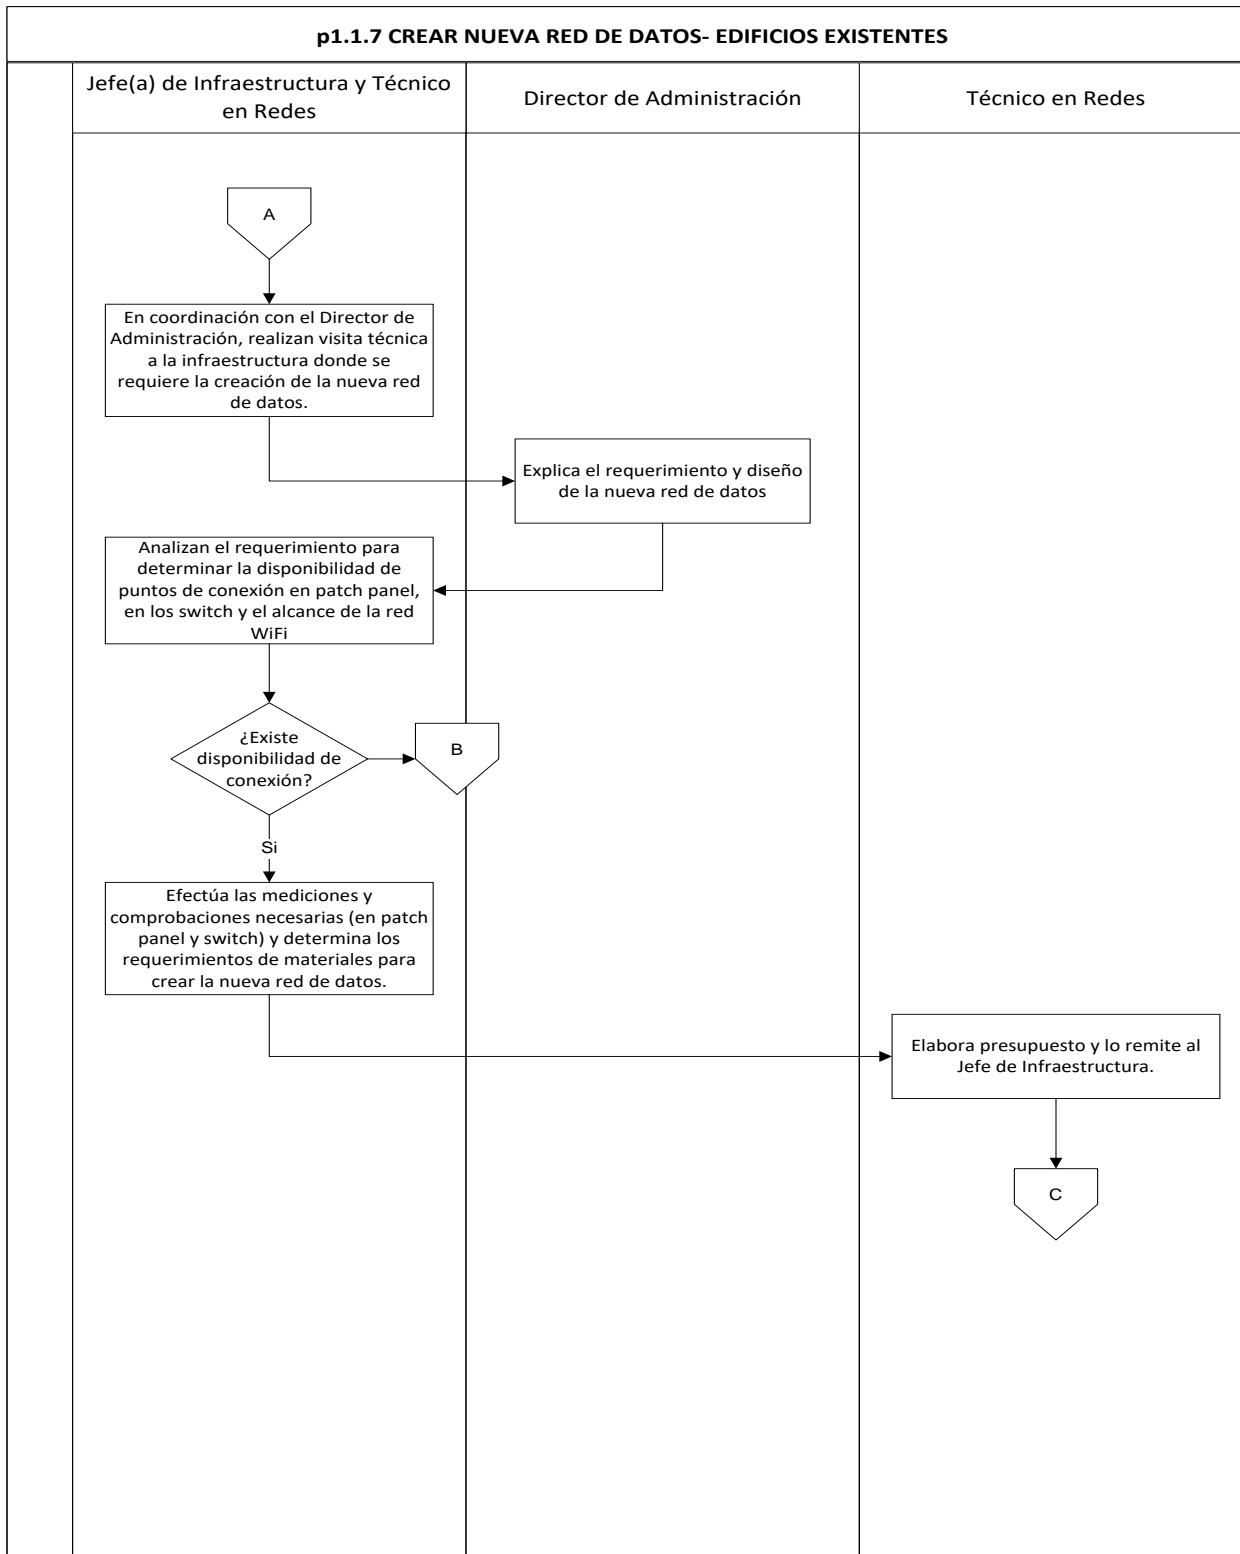 p1.1.7 CREAR NUEVA RED DE DATOS- EDIFICIOS EXISTENTES
Jefe(a) de Infraestructura y Técnico
en Redes
Director de Administración
Técnico en Redes
A
En coordinación con el Director de
Administración, realizan visita técnica
a la infraestructura donde se
requiere la creación de la nueva red
de datos.
Explica el requerimiento y diseño
de la nueva red de datos
Analizan el requerimiento para
determinar la disponibilidad de
puntos de conexión en patch panel,
en los switch y el alcance de la red
WiFi
¿Existe
disponibilidad de
conexión?
B
Si
Efectúa las mediciones y
comprobaciones necesarias (en patch
panel y switch) y determina los
requerimientos de materiales para
crear la nueva red de datos.
Elabora presupuesto y lo remite al
Jefe de Infraestructura.
C